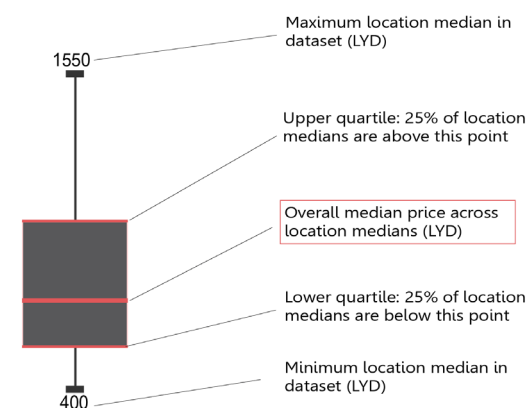 Maximum location median in
dataset (LYD)
1550
Upper quartile: 25% of location
medians are above this point
Overall median price across
location medians (LYD)
Lower quartile: 25% of location
medians are below this point
Minimum location median in
dataset (LYD)
400